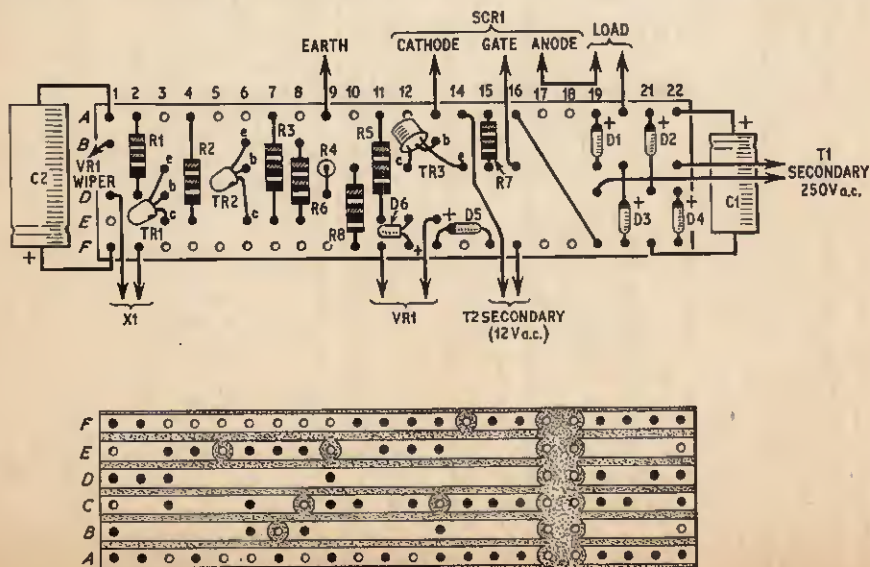 SCR1
EARTH CATHODE GATE ANODE LOAD
1 2 3 4 5 6 7 8 9 10 11 12 14 15 16 17 18 19 21 22
A
B
D
E
F
C2
+
VR1
WIPER
R1
e
b
c
TR1
R2
e
b
c
TR2
R3
R6
R4
R8
R5
D6
+
b
c
e
TR3
+
D5
R7
+
D1
+
D2
+
D3
+
D4
+
C1
T1
SECONDARY
250V a.c.
X1
VR1
T2 SECONDARY
(12V a.c.)
F
E
D
C
B
A